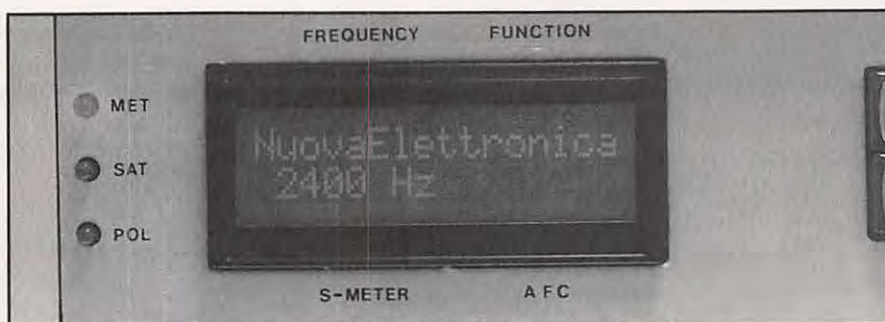 FREQUENCY FUNCTION
MET
SAT
POL
NuovaElettronica
2400 Hz
S-METER AFC